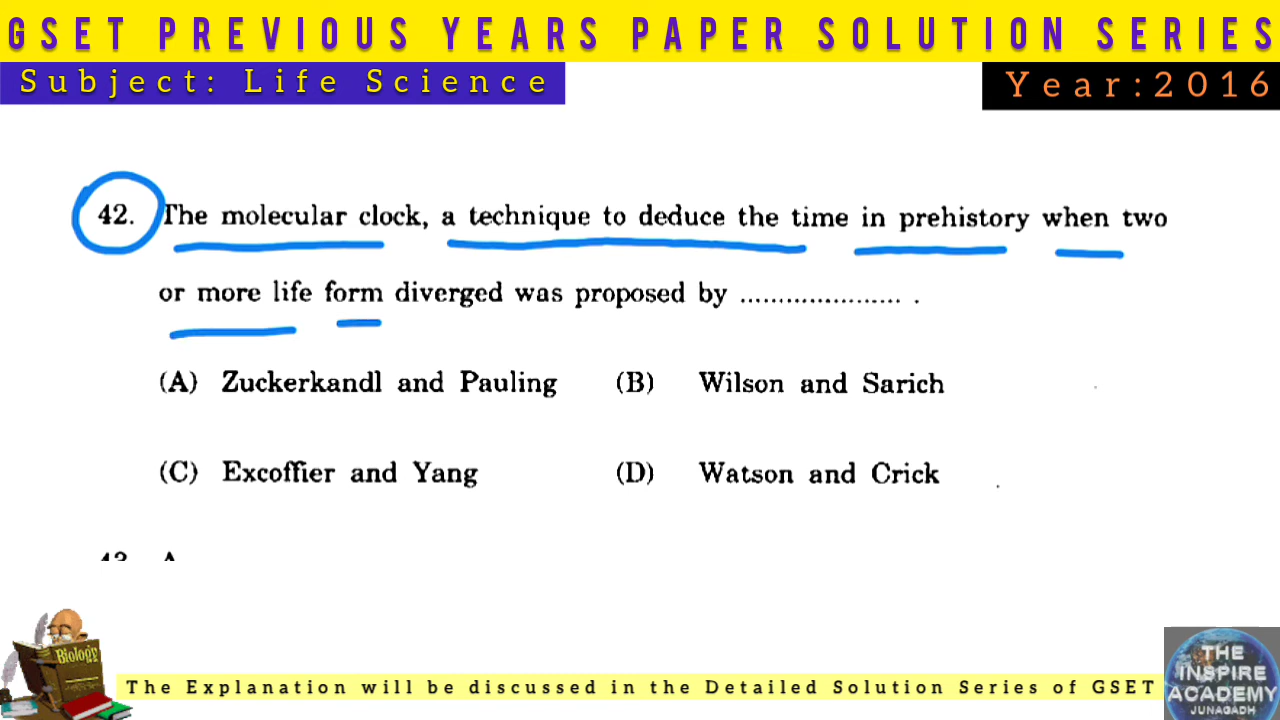 GSET PREVIOUS YEARS PAPER SOLUTION SERIES
Subject: Life Science
Year:2016
42. The molecular clock, a technique to deduce the time in prehistory when two
or more life form diverged was proposed by ...................... .
(A) Zuckerkandl and Pauling (B) Wilson and Sarich
(C) Excoffier and Yang (D) Watson and Crick
Biology
The Explanation will be discussed in the Detailed Solution Series of GSET
THE
INSPIRE
ACADEMY
JUNAGADH